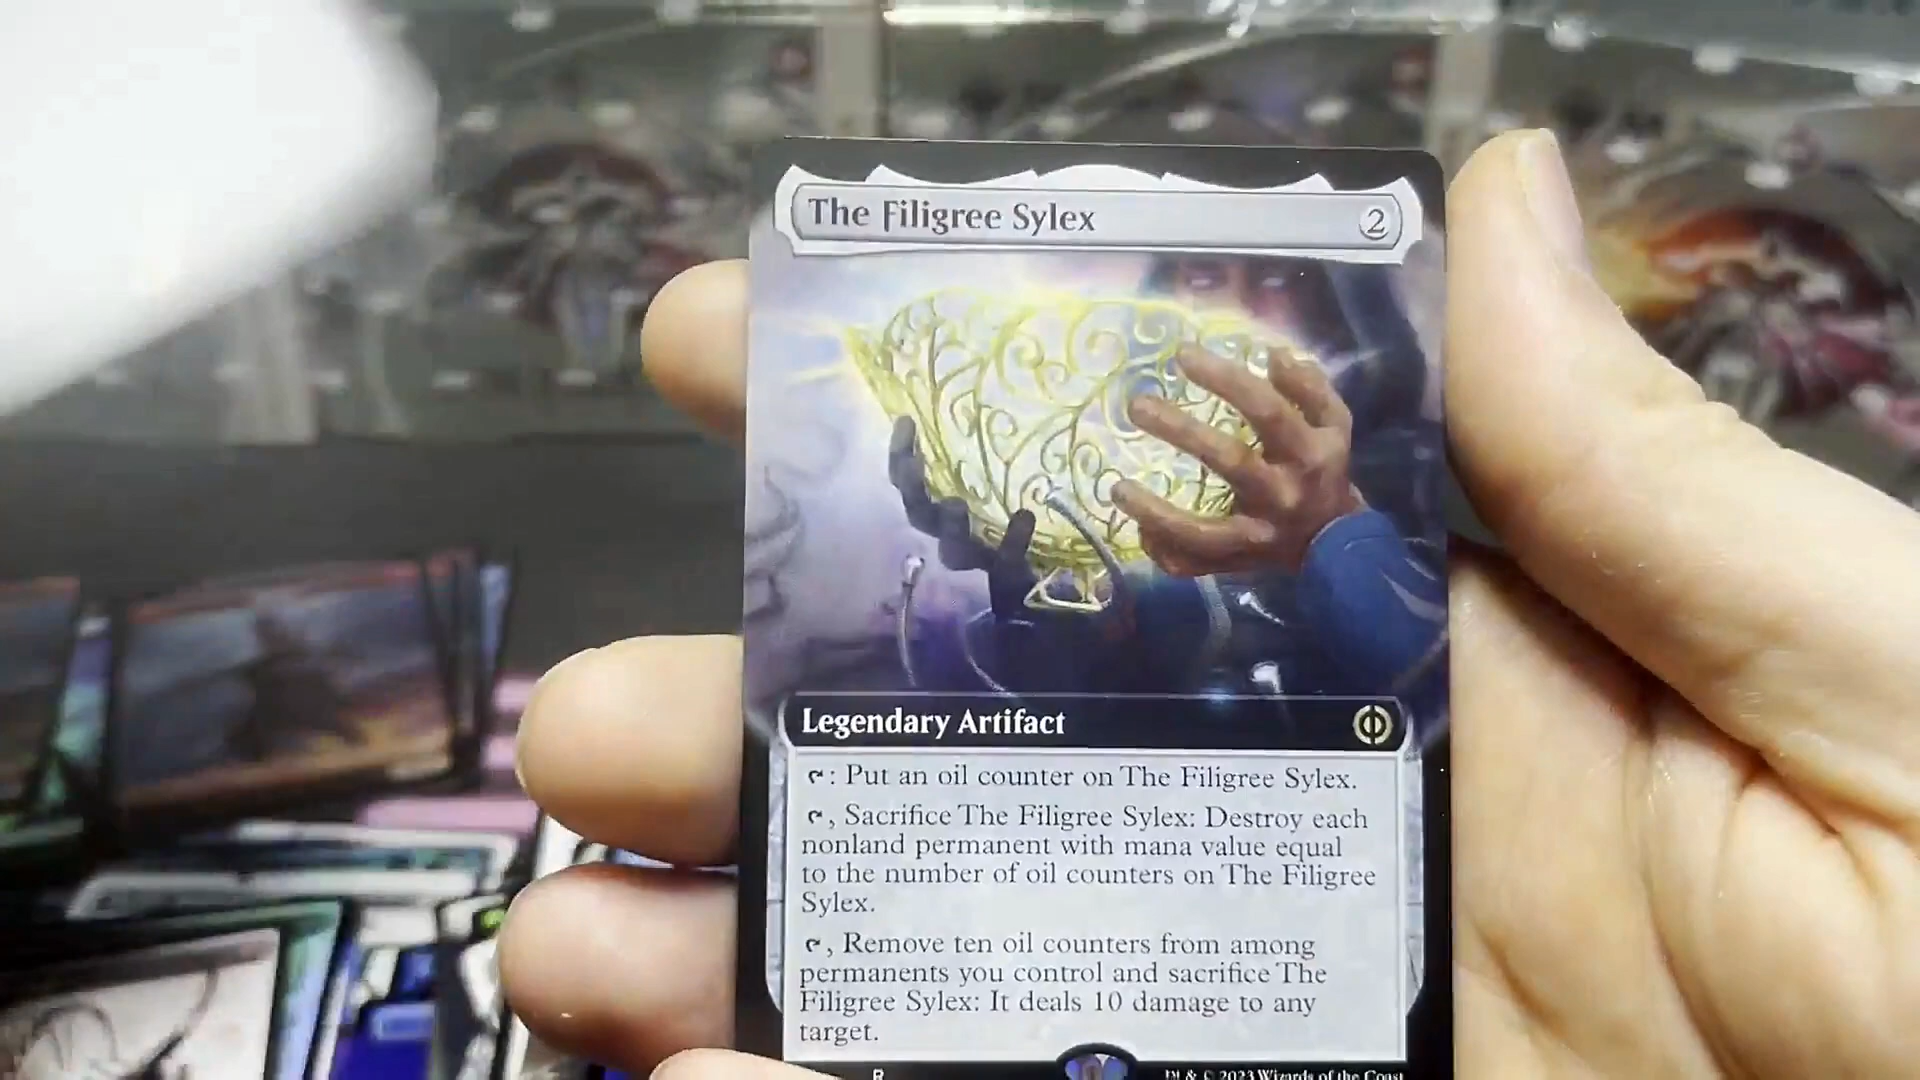 The Filigree Sylex 2
Legendary Artifact
: Put an oil counter on The Filigree Sylex.
, Sacrifice The Filigree Sylex: Destroy each
nonland permanent with mana value equal
to the number of oil counters on The Filigree
Sylex.
, Remove ten oil counters from among
permanents you control and sacrifice The
Filigree Sylex: It deals 10 damage to any
target.
R ™ & © 2023 Wizards of the Coast